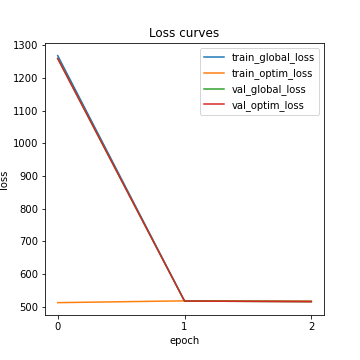 Loss curves
train_global_loss
train_optim_loss
val_global_loss
val_optim_loss
1300
1200
1100
1000
900
800
700
600
500
loss
0 1 2
epoch